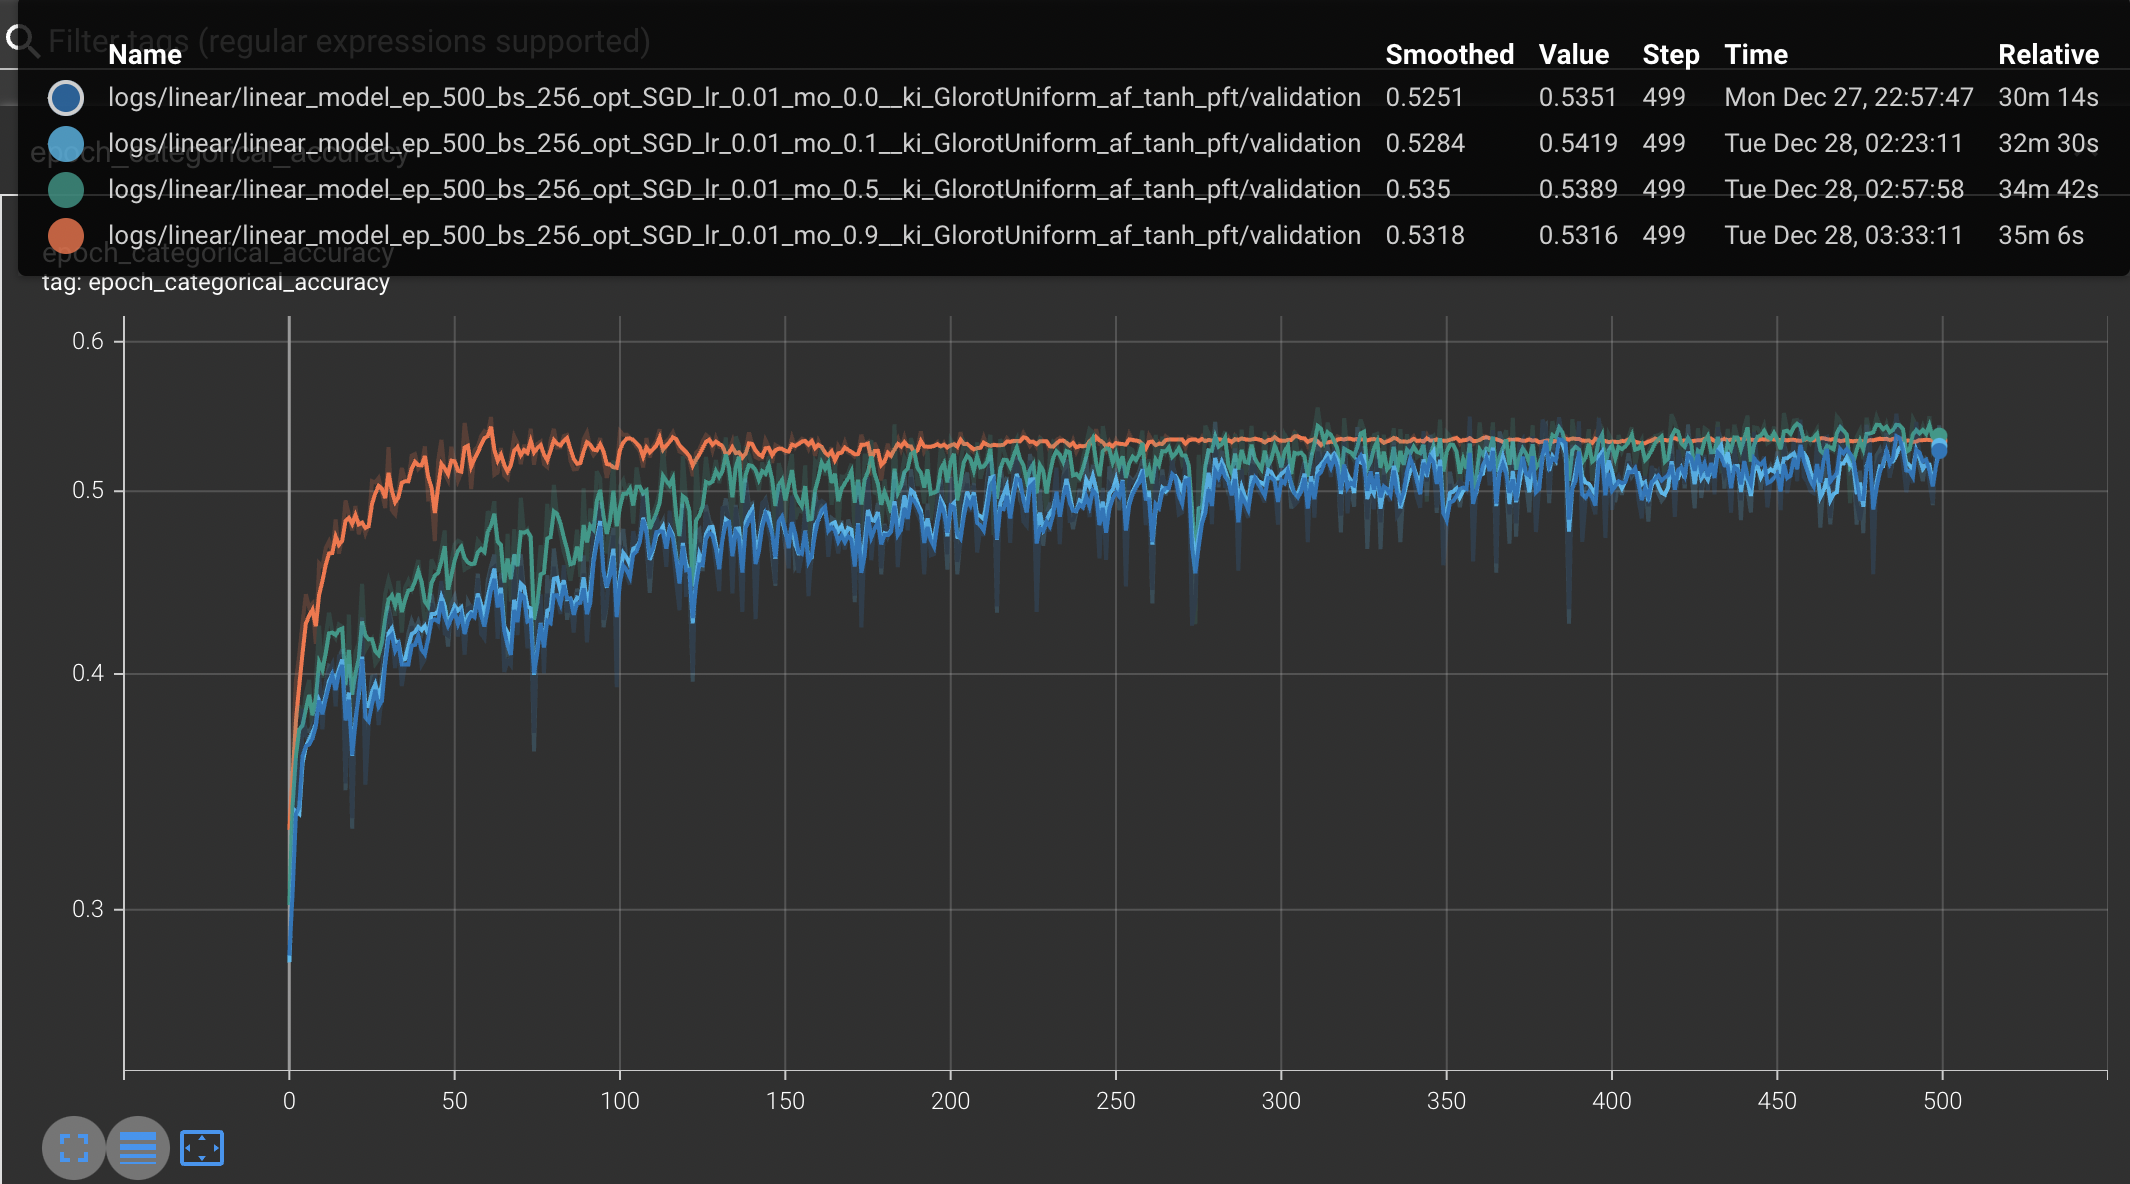 Filter tags (regular expressions supported)
Name Smoothed Value Step Time Relative
logs/linear/linear_model_ep_500_bs_256_opt_SGD_lr_0.01_mo_0.0__ki_GlorotUniform_af_tanh_pft/validation 0.5251 0.5351 499 Mon Dec 27, 22:57:47 30m 14s
logs/linear/linear_model_ep_500_bs_256_opt_SGD_lr_0.01_mo_0.1__ki_GlorotUniform_af_tanh_pft/validation 0.5284 0.5419 499 Tue Dec 28, 02:23:11 32m 30s
epoch_categorical_accuracy
logs/linear/linear_model_ep_500_bs_256_opt_SGD_lr_0.01_mo_0.5__ki_GlorotUniform_af_tanh_pft/validation 0.535 0.5389 499 Tue Dec 28, 02:57:58 34m 42s
logs/linear/linear_model_ep_500_bs_256_opt_SGD_lr_0.01_mo_0.9__ki_GlorotUniform_af_tanh_pft/validation 0.5318 0.5316 499 Tue Dec 28, 03:33:11 35m 6s
epoch_categorical_accuracy
tag: epoch_categorical_accuracy
0.6
0.5
0.4
0.3
0 50 100 150 200 250 300 350 400 450 500